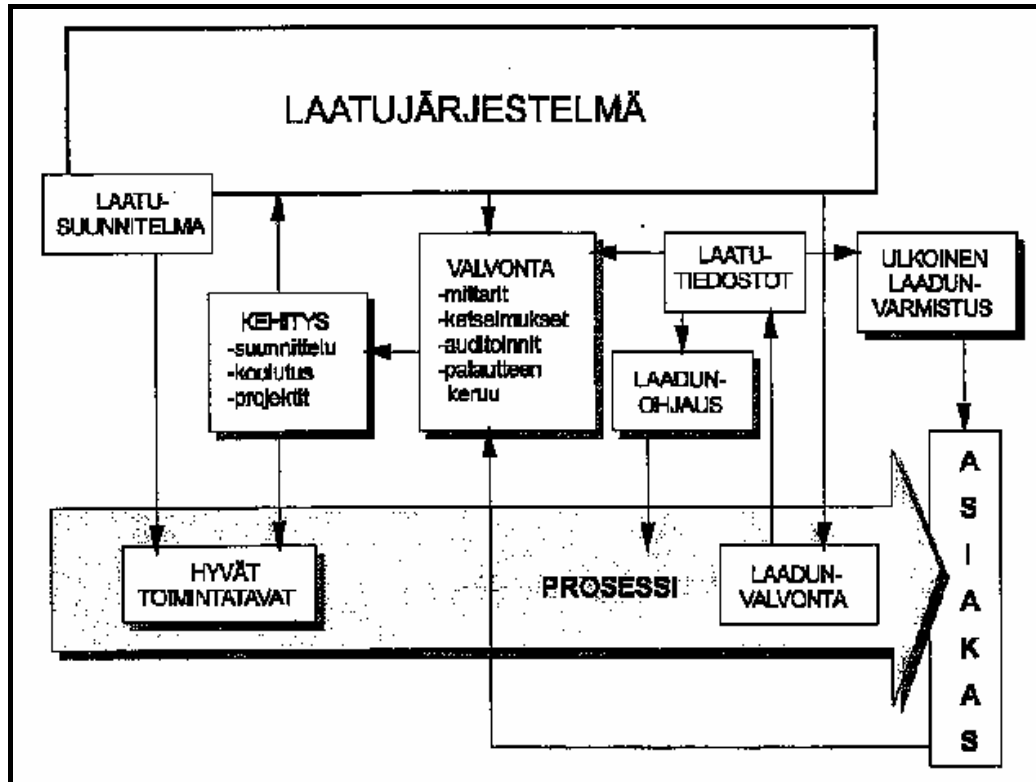 LAATUJÄRJESTELMÄ
LAATU-
SUUNNITELMA
KEHITYS
-suunnittelu
-koulutus
-projektit
VALVONTA
-mittarit
-katselmukset
-auditoinnit
-palautteen
keruu
LAATU-
TIEDOSTOT
LAADUN-
OHJAUS
ULKOINEN
LAADUN-
VARMISTUS
HYVÄT
TOIMINTATAVAT
PROSESSI
LAADUN-
VALVONTA
A
S
I
A
K
A
S